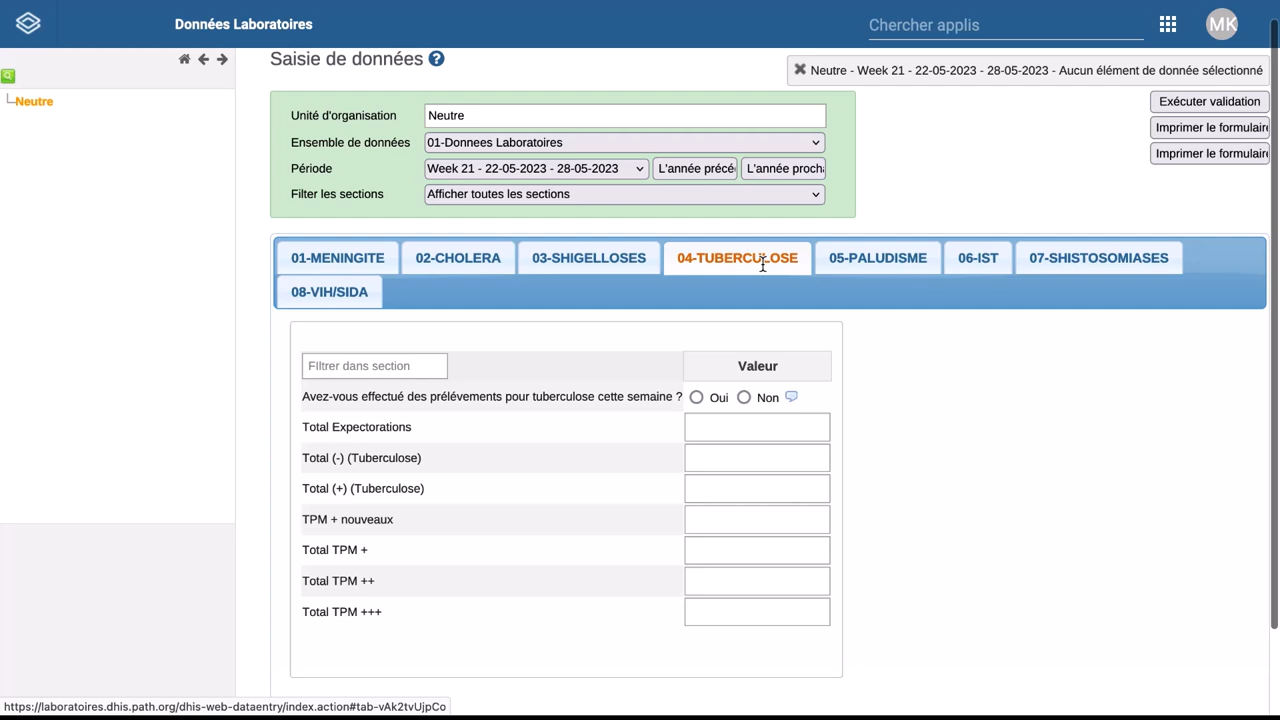 Données Laboratoires
Chercher applis
MK
Neutre
Saisie de données ?
Neutre - Week 21 - 22-05-2023 - 28-05-2023 - Aucun élément de donnée sélectionné
Unité d'organisation Neutre
Ensemble de données 01-Donnees Laboratoires
Période Week 21 - 22-05-2023 - 28-05-2023 L'année précé L'année proch
Filter les sections Afficher toutes les sections
Exécuter validation
Imprimer le formulaire
Imprimer le formulaire
01-MENINGITE 02-CHOLERA 03-SHIGELLOSES 04-TUBERCULOSE 05-PALUDISME 06-IST 07-SHISTOSOMIASES
08-VIH/SIDA
FIltrer dans section Valeur
Avez-vous effectué des prélévements pour tuberculose cette semaine ? Oui Non
Total Expectorations
Total (-) (Tuberculose)
Total (+) (Tuberculose)
TPM + nouveaux
Total TPM +
Total TPM ++
Total TPM +++
https://laboratoires.dhis.path.org/dhis-web-dataentry/index.action#tab-vAk2tvUjpCo